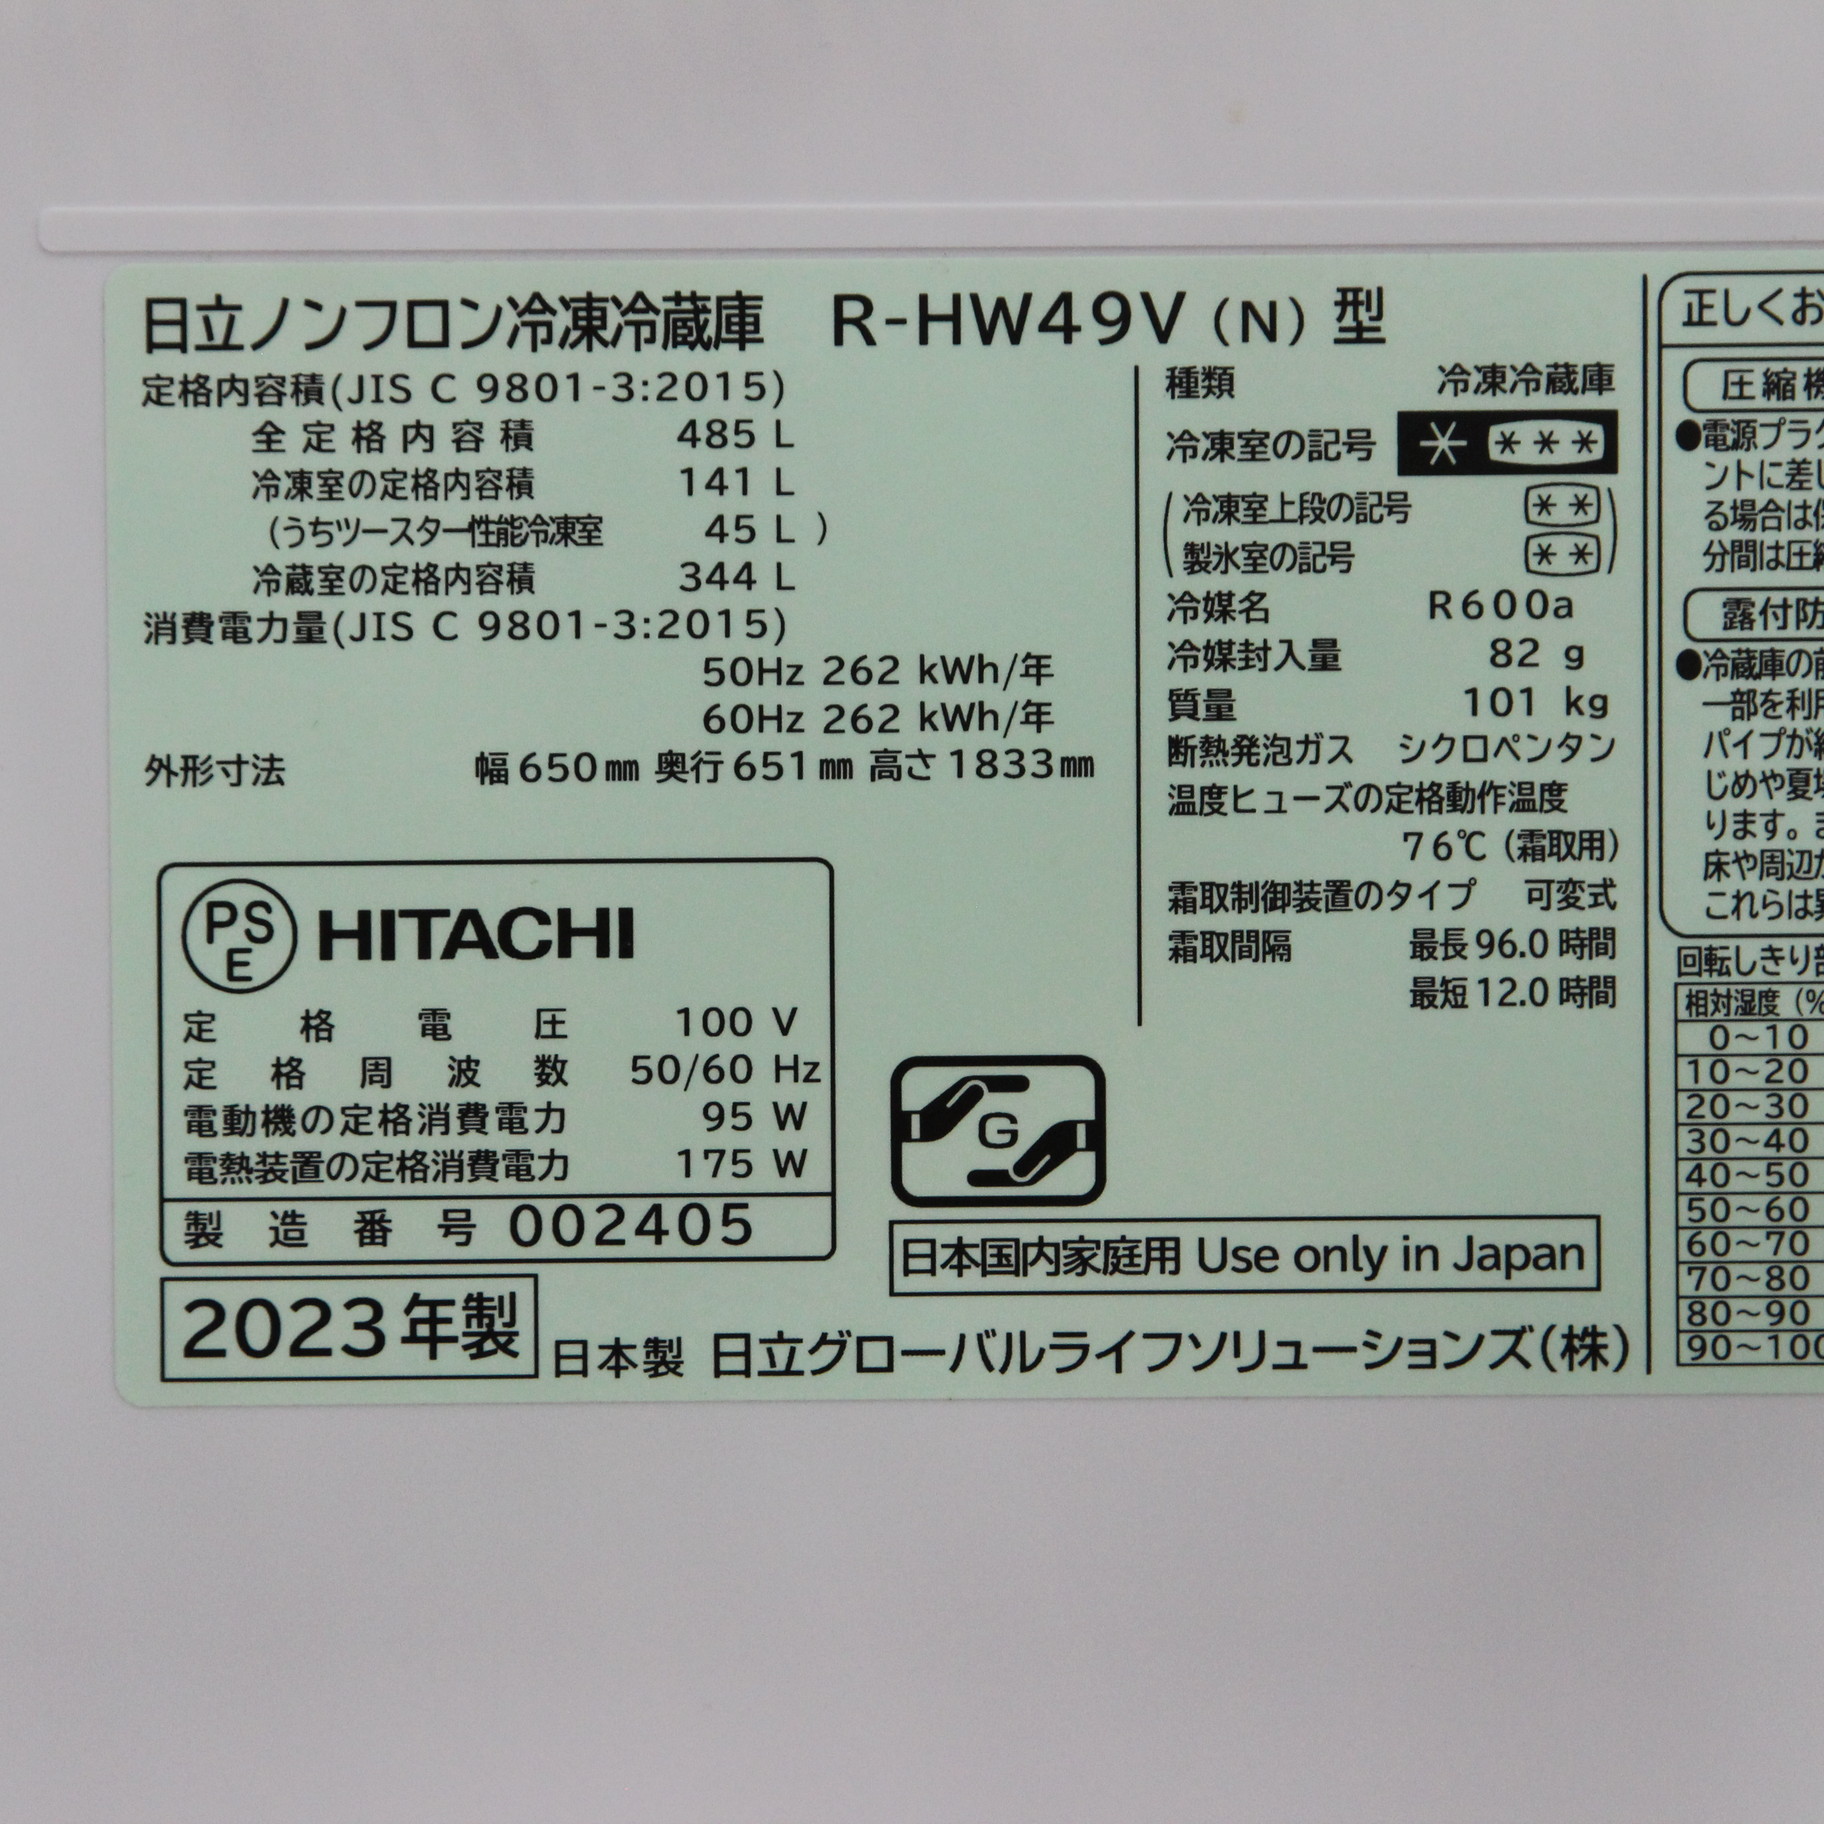 日立ノンフロン冷凍冷蔵庫 R-HW49V (N) 型
定格内容積(JIS C 9801-3:2015)
全定格内容積 485 L
冷凍室の定格内容積 141 L
(うちツースター性能冷凍室 45 L )
冷蔵室の定格内容積 344 L
消費電力量(JIS C 9801-3:2015)
50Hz 262 kWh/年
60Hz 262 kWh/年
外形寸法 幅650㎜ 奥行651㎜ 高さ1833㎜
PS
E
HITACHI
定格電圧 100 V
定格周波数 50/60 Hz
電動機の定格消費電力 95 W
電熱装置の定格消費電力 175 W
製造番号 002405
2023年製
日本製 日立グローバルライフソリューションズ(株)
種類 冷凍冷蔵庫
冷凍室の記号 * ***
(冷凍室上段の記号 **
製氷室の記号 **)
冷媒名 R600a
冷媒封入量 82 g
質量 101 kg
断熱発泡ガス シクロペンタン
温度ヒューズの定格動作温度
76℃ (霜取用)
霜取制御装置のタイプ 可変式
霜取間隔 最長 96.0 時間
最短 12.0 時間
G
日本国内家庭用 Use only in Japan
正しくお
圧縮機
●電源プラグ
ントに差し
る場合は保
分間は圧縮
露付防
●冷蔵庫の前
一部を利用
パイプが
じめや夏場
ります。ま
床や周辺が
これらは異
回転しきり部
相対湿度 (%
0~10
10~20
20~30
30~40
40~50
50~60
60~70
70~80
80~90
90~100